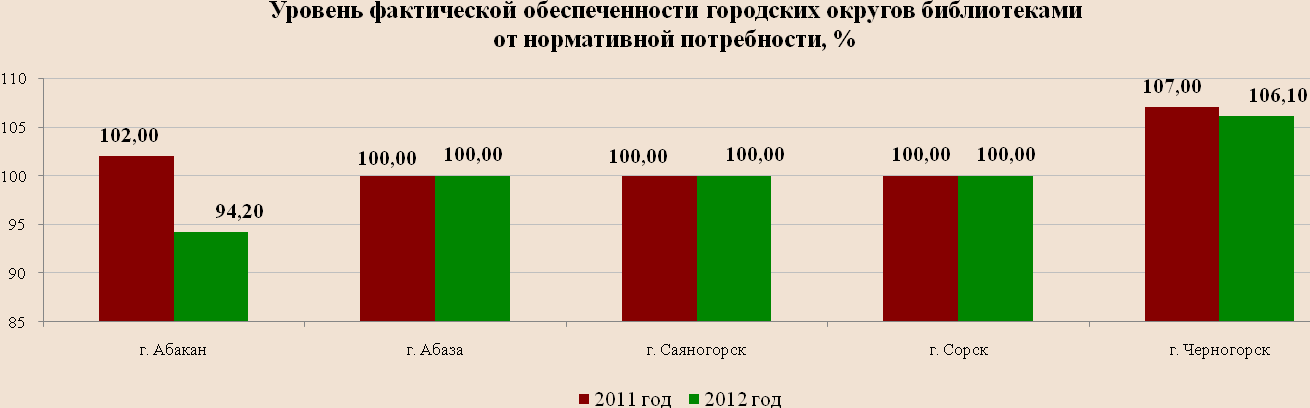 Уровень фактической обеспеченности городских округов библиотеками
от нормативной потребности, %
110
105
100
95
90
85
102,00
94,20
100,00
100,00
100,00
100,00
100,00
100,00
107,00
106,10
г. Абакан
г. Абаза
г. Саяногорск
г. Сорск
г. Черногорск
2011 год
2012 год